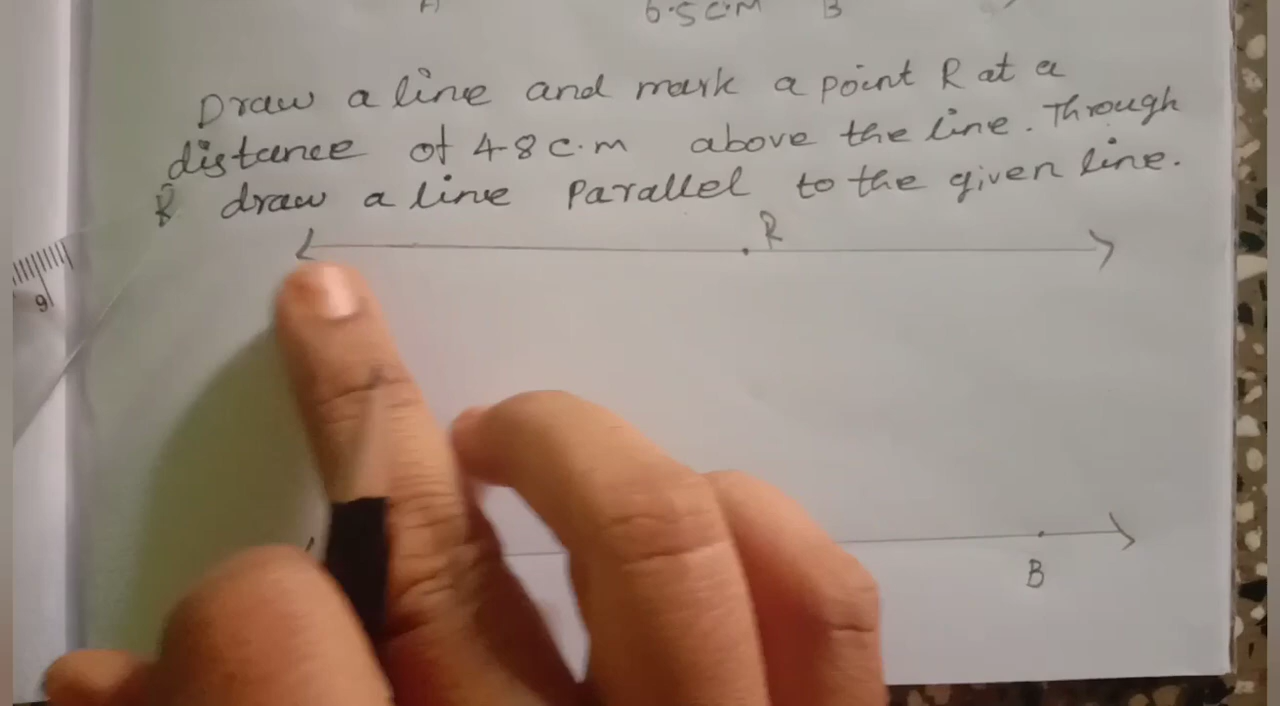 6.5 C.M B
Draw a line and mark a point R at a
distance of 4.8 C.m above the line. Through
R draw a line Parallel to the given line.
R
9
B